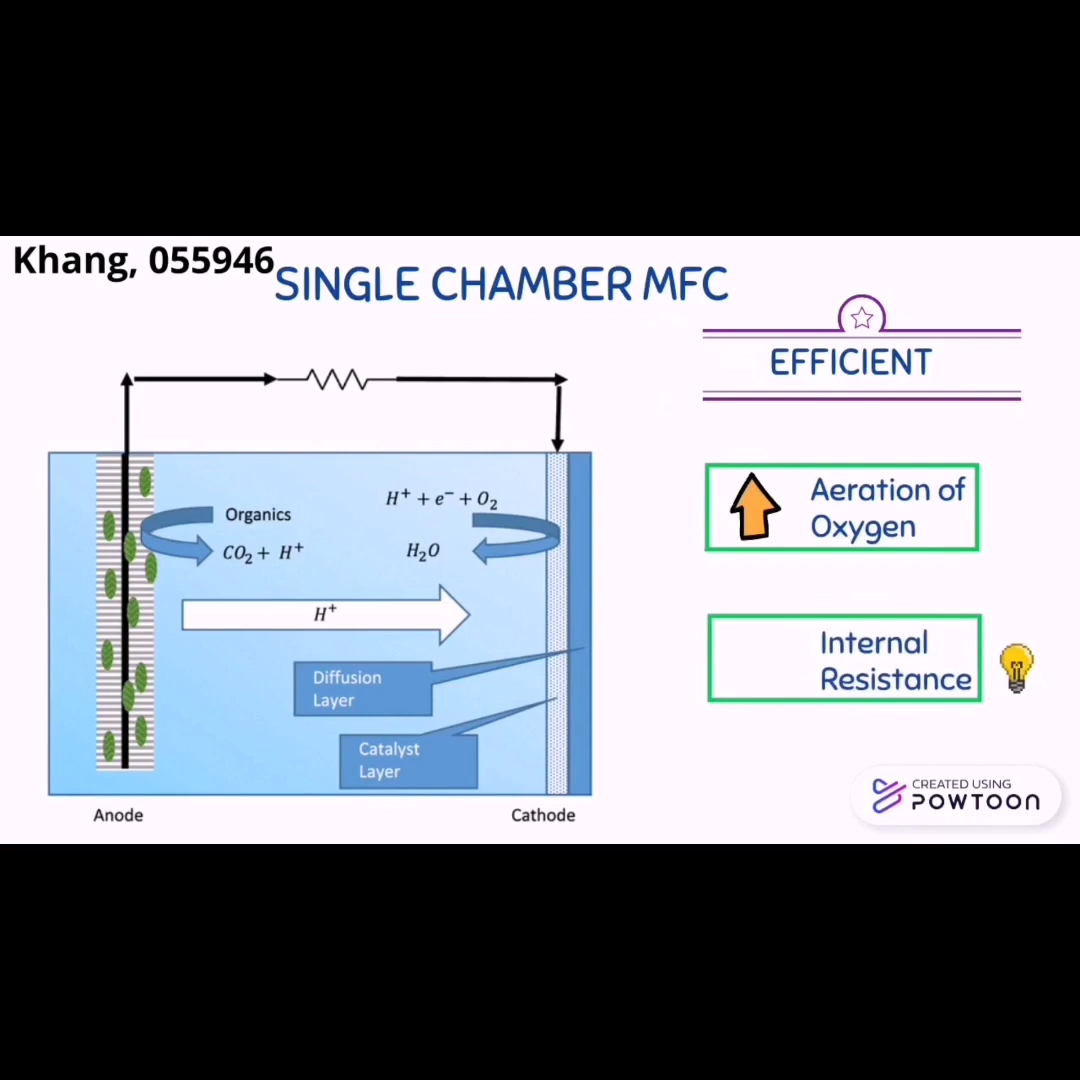 Khang, 055946
SINGLE CHAMBER MFC
EFFICIENT
Organics
CO₂ + H⁺
H⁺ + e⁻ + O₂
H₂O
H⁺
Diffusion
Layer
Catalyst
Layer
Anode
Cathode
Aeration of
Oxygen
Internal
Resistance
CREATED USING
POWTOON